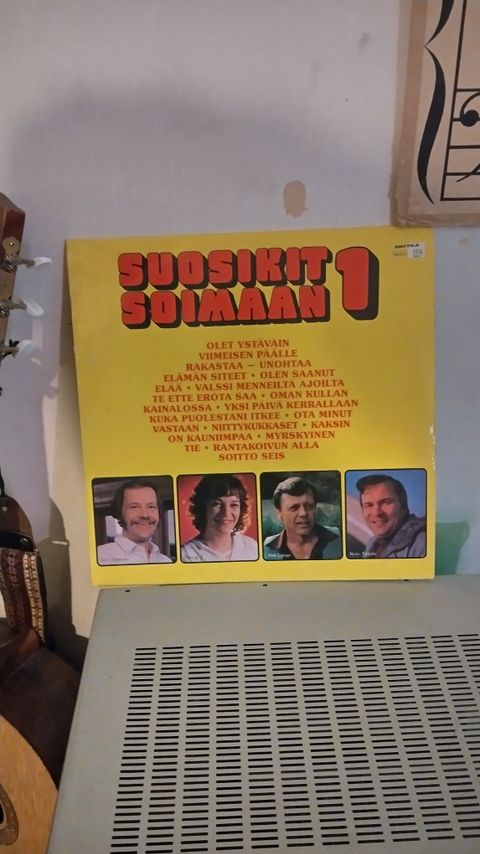 ANTTILA
SUOSIKIT
SOIMAAN 1
OLET YSTÄVÄIN
VIIMEISEN PÄÄLLE
RAKASTAA – UNOHTAA
ELÄMÄN SITEET • OLEN SAANUT
ELÄÄ • VALSSI MENNEILTÄ AJOILTA
TE ETTE EROTA SAA • OMAN KULLAN
KAINALOSSA • YKSI PÄIVÄ KERRALLAAN
KUKA PUOLESTANI ITKEE • OTA MINUT
VASTAAN • NIITTYKUKKASET • KAKSIN
ON KAUNIIMPAA • MYRSKYINEN
TIE • RANTAKOIVUN ALLA
SOITTO SEIS